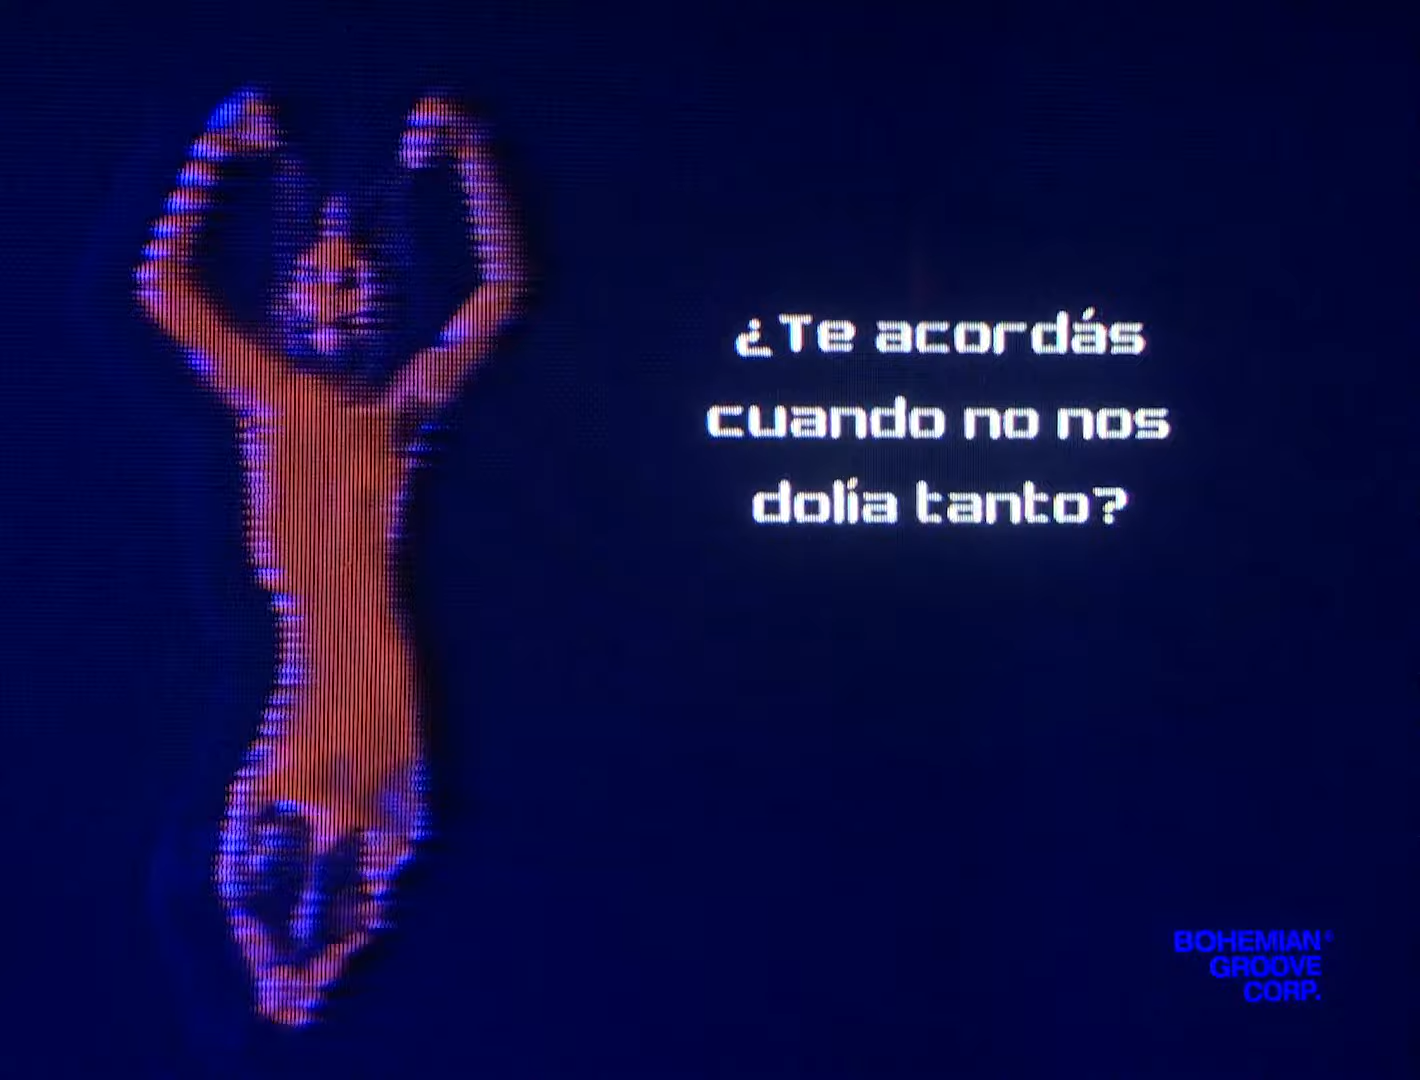 ¿Te acordás
cuando no nos
dolía tanto?
BOHEMIAN®
GROOVE
CORP.